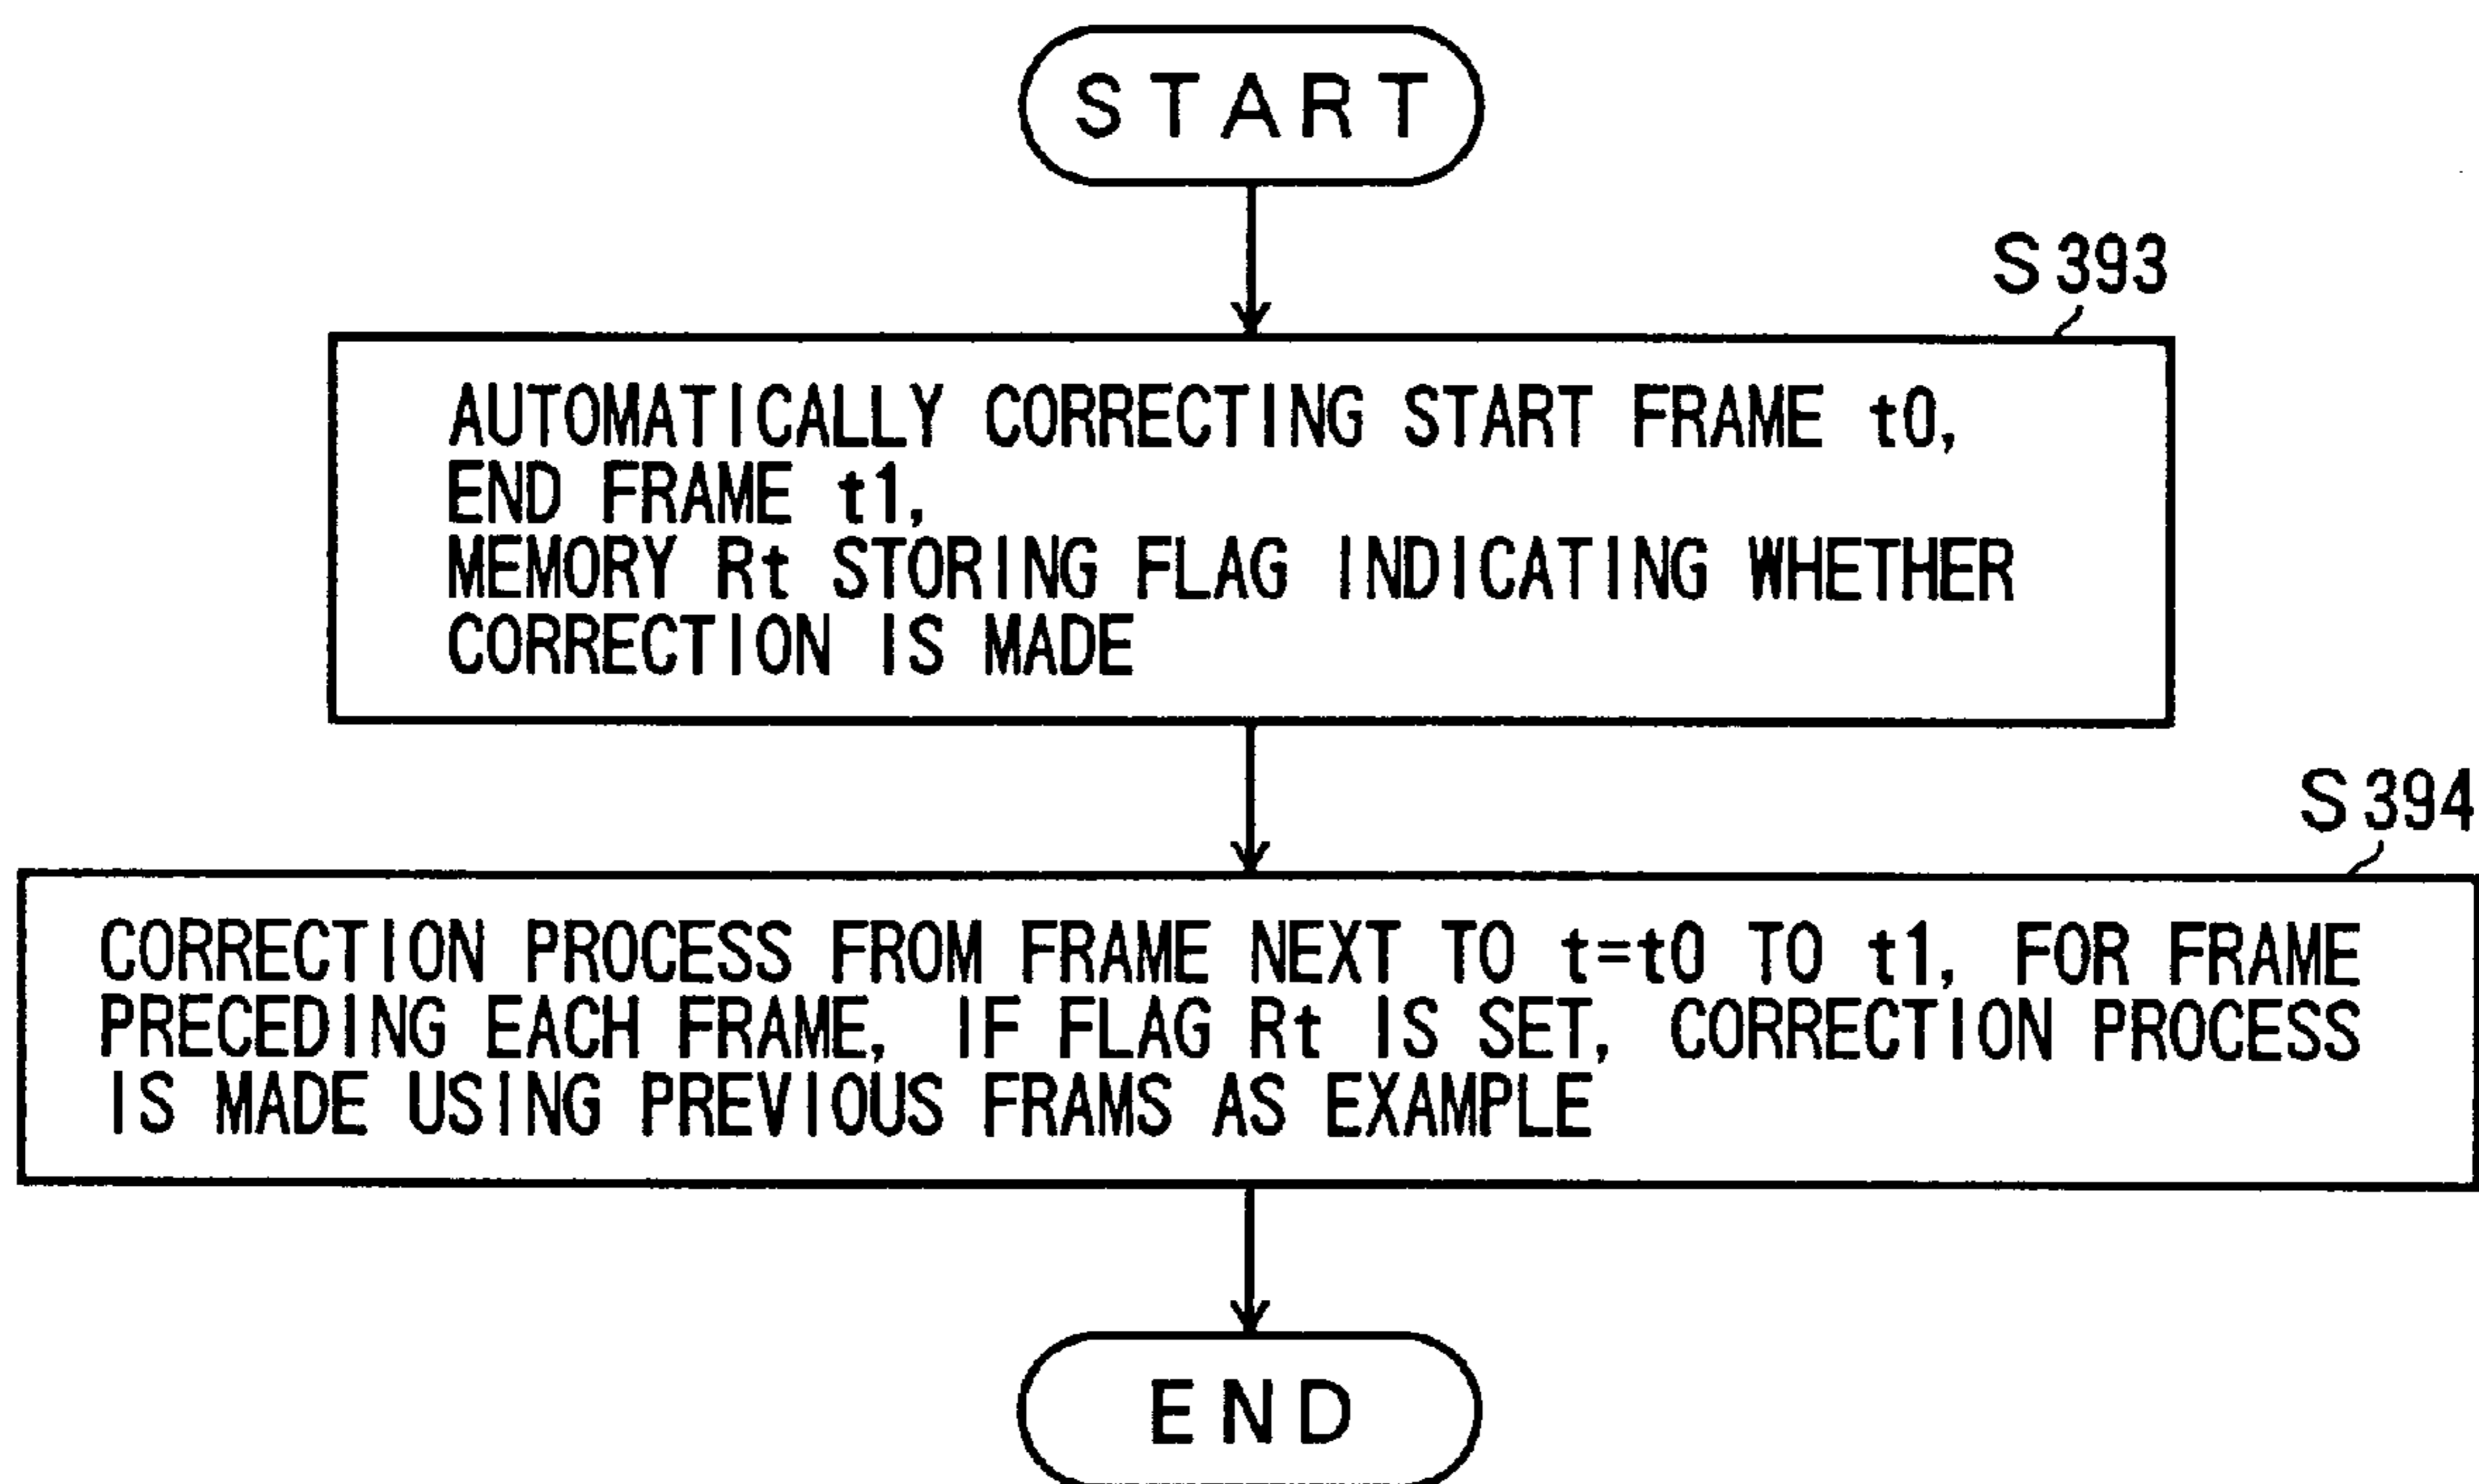 START
S393
AUTOMATICALLY CORRECTING START FRAME t0,
END FRAME t1,
MEMORY Rt STORING FLAG INDICATING WHETHER
CORRECTION IS MADE
S394
CORRECTION PROCESS FROM FRAME NEXT TO t=t0 TO t1, FOR FRAME
PRECEDING EACH FRAME, IF FLAG Rt IS SET, CORRECTION PROCESS
IS MADE USING PREVIOUS FRAMS AS EXAMPLE
END